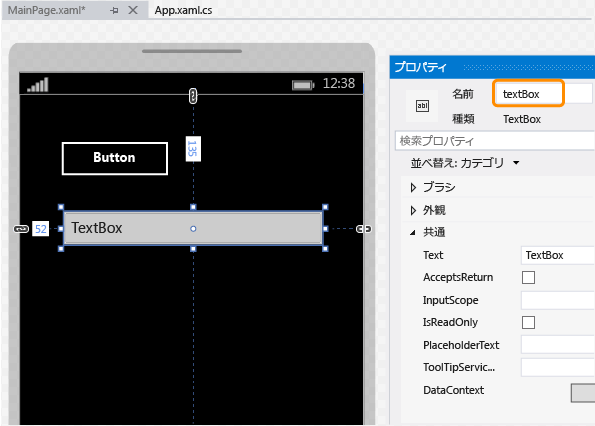 MainPage.xaml*
App.xaml.cs
12:38
135
Button
52
TextBox
プロパティ
abl
名前 textBox
種類 TextBox
検索プロパティ
並べ替え: カテゴリ
ブラシ
外観
共通
Text TextBox
AcceptsReturn
InputScope
IsReadOnly
PlaceholderText
ToolTipServic...
DataContext